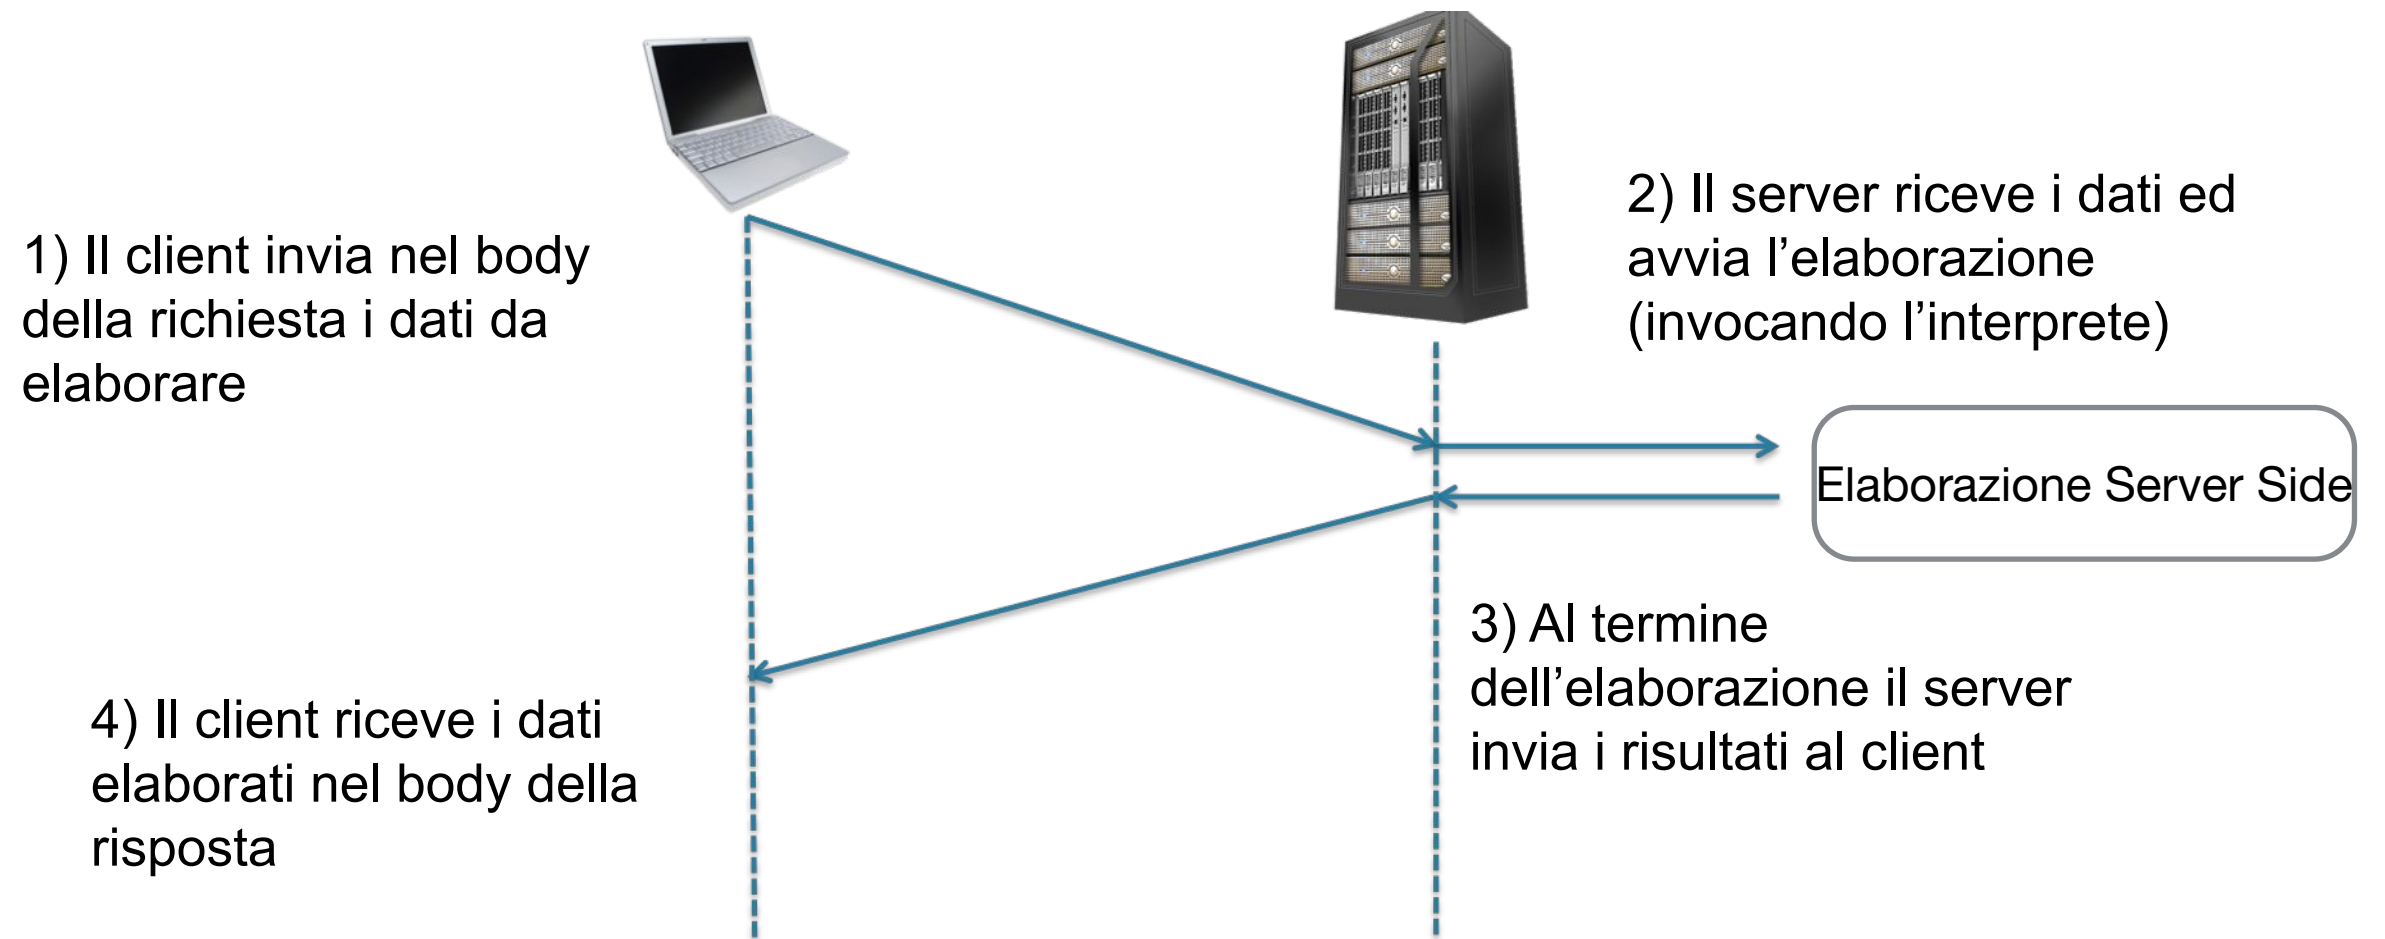 1) Il client invia nel body
della richiesta i dati da
elaborare
2) Il server riceve i dati ed
avvia l’elaborazione
(invocando l’interprete)
Elaborazione Server Side
3) Al termine
dell’elaborazione il server
invia i risultati al client
4) Il client riceve i dati
elaborati nel body della
risposta